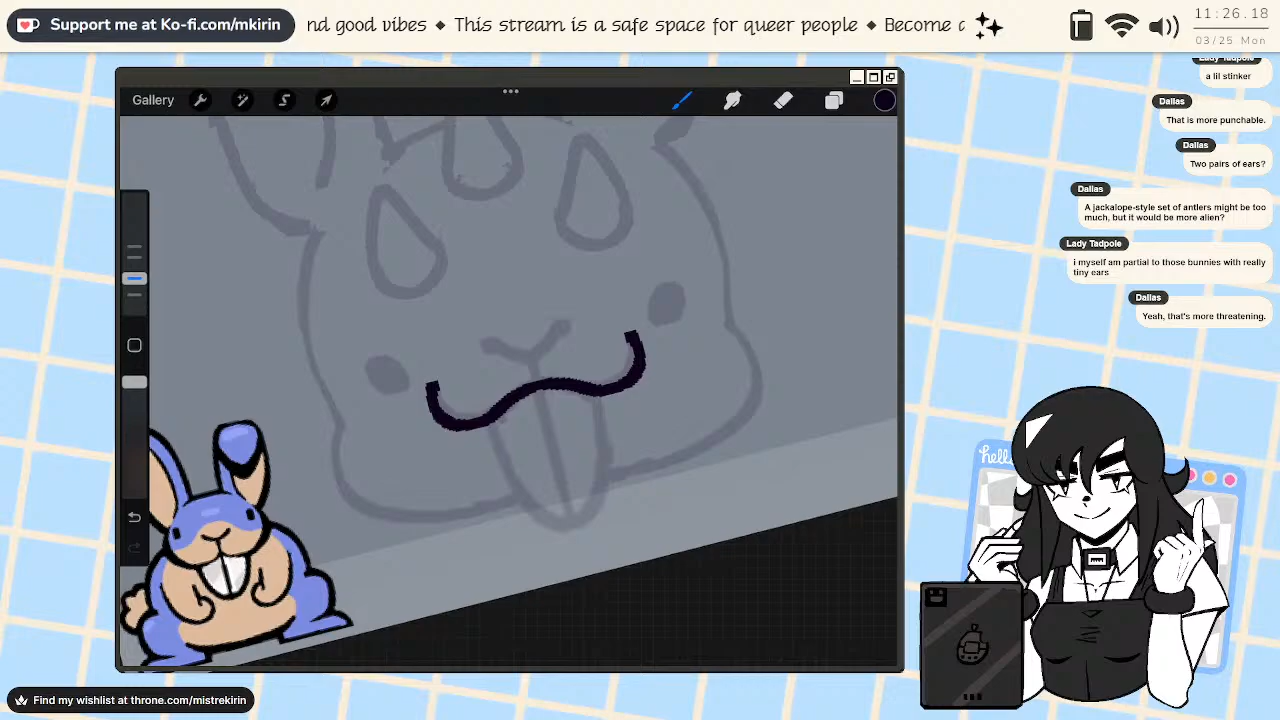 Support me at Ko-fi.com/mkirin
nd good vibes ◆ This stream is a safe space for queer people ◆ Become
11:26.18
03/25 Mon
Lady Tadpole
a lil stinker
Dallas
That is more punchable.
Dallas
Two pairs of ears?
Dallas
A jackalope-style set of antlers might be too
much, but it would be more alien?
Lady Tadpole
i myself am partial to those bunnies with really
tiny ears
Dallas
Yeah, that's more threatening.
Gallery
hello
Find my wishlist at throne.com/mistrekirin